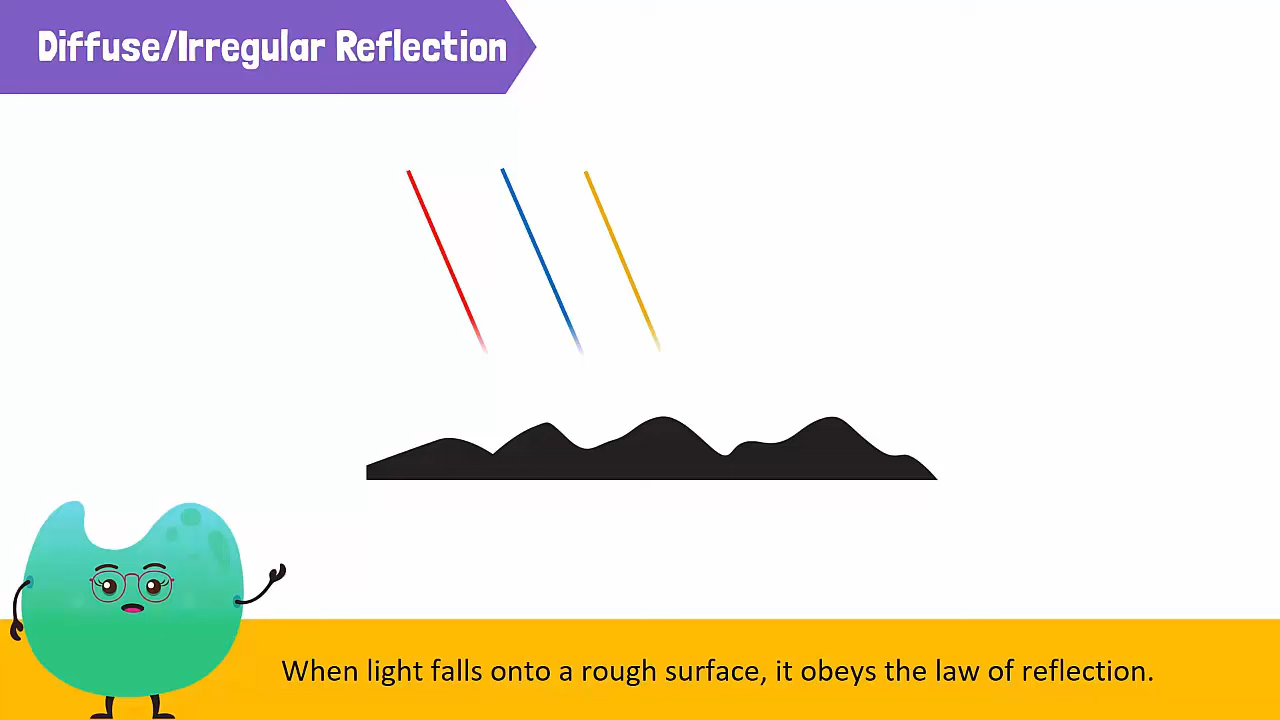 Diffuse/Irregular Reflection
When light falls onto a rough surface, it obeys the law of reflection.